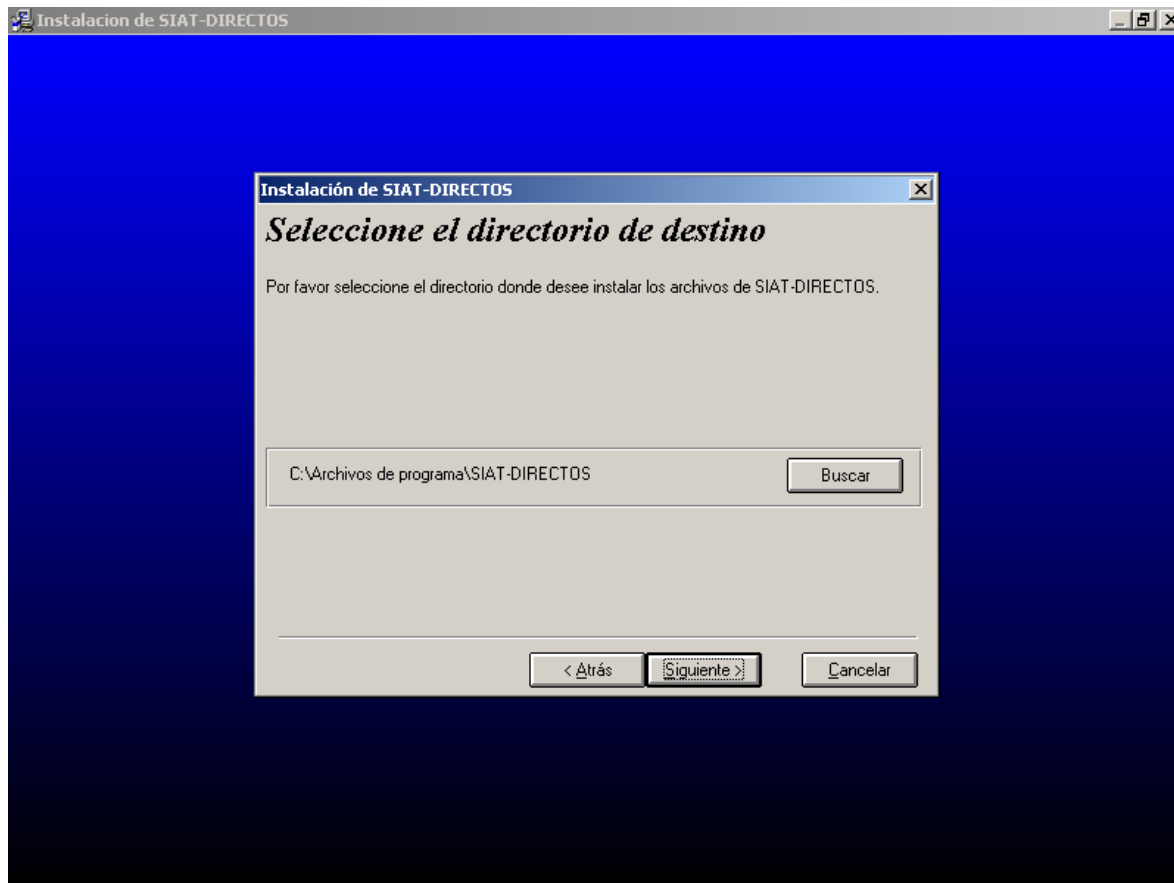 Instalacion de SIAT-DIRECTOS
Instalación de SIAT-DIRECTOS
Seleccione el directorio de destino
Por favor seleccione el directorio donde desee instalar los archivos de SIAT-DIRECTOS.
C:\Archivos de programa\SIAT-DIRECTOS
Buscar
< Atrás
Siguiente >
Cancelar